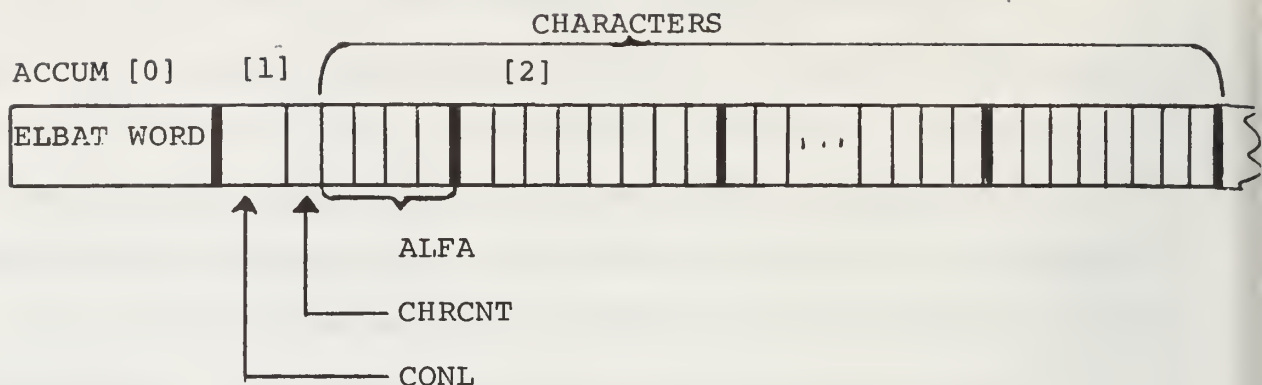 CHARACTERS
ACCUM [0] [1] [2]
ELBAT WORD ...
ALFA
CHRCNT
CONL